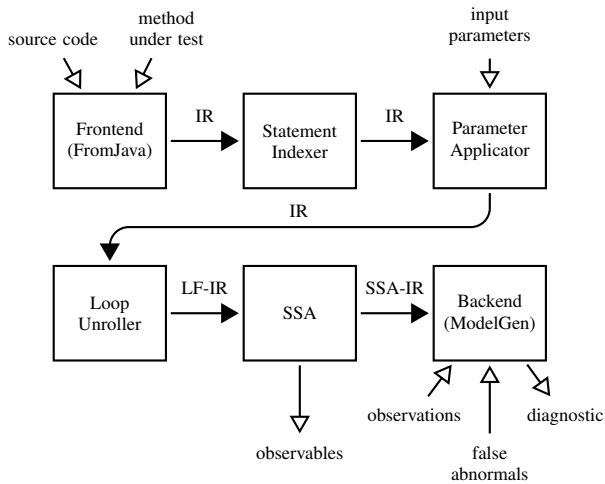 source code
method
under test
input
parameters
Frontend
(FromJava)
IR
Statement
Indexer
IR
Parameter
Applicator
IR
Loop
Unroller
LF-IR
SSA
SSA-IR
Backend
(ModelGen)
observables
observations
false
abnormals
diagnostic